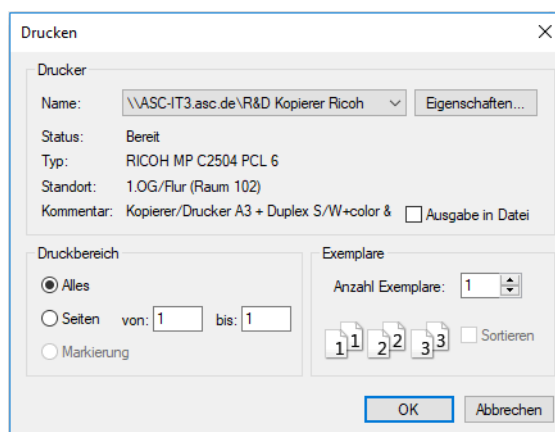 Drucken
Drucker
Name: \\ASC-IT3.asc.de\R&D Kopierer Ricoh Eigenschaften...
Status: Bereit
Typ: RICOH MP C2504 PCL 6
Standort: 1.OG/Flur (Raum 102)
Kommentar: Kopierer/Drucker A3 + Duplex S/W+color & Ausgabe in Datei
Druckbereich
Alles
Seiten von: 1 bis: 1
Markierung
Exemplare
Anzahl Exemplare: 1
1 1 2 2 3 3 Sortieren
OK Abbrechen